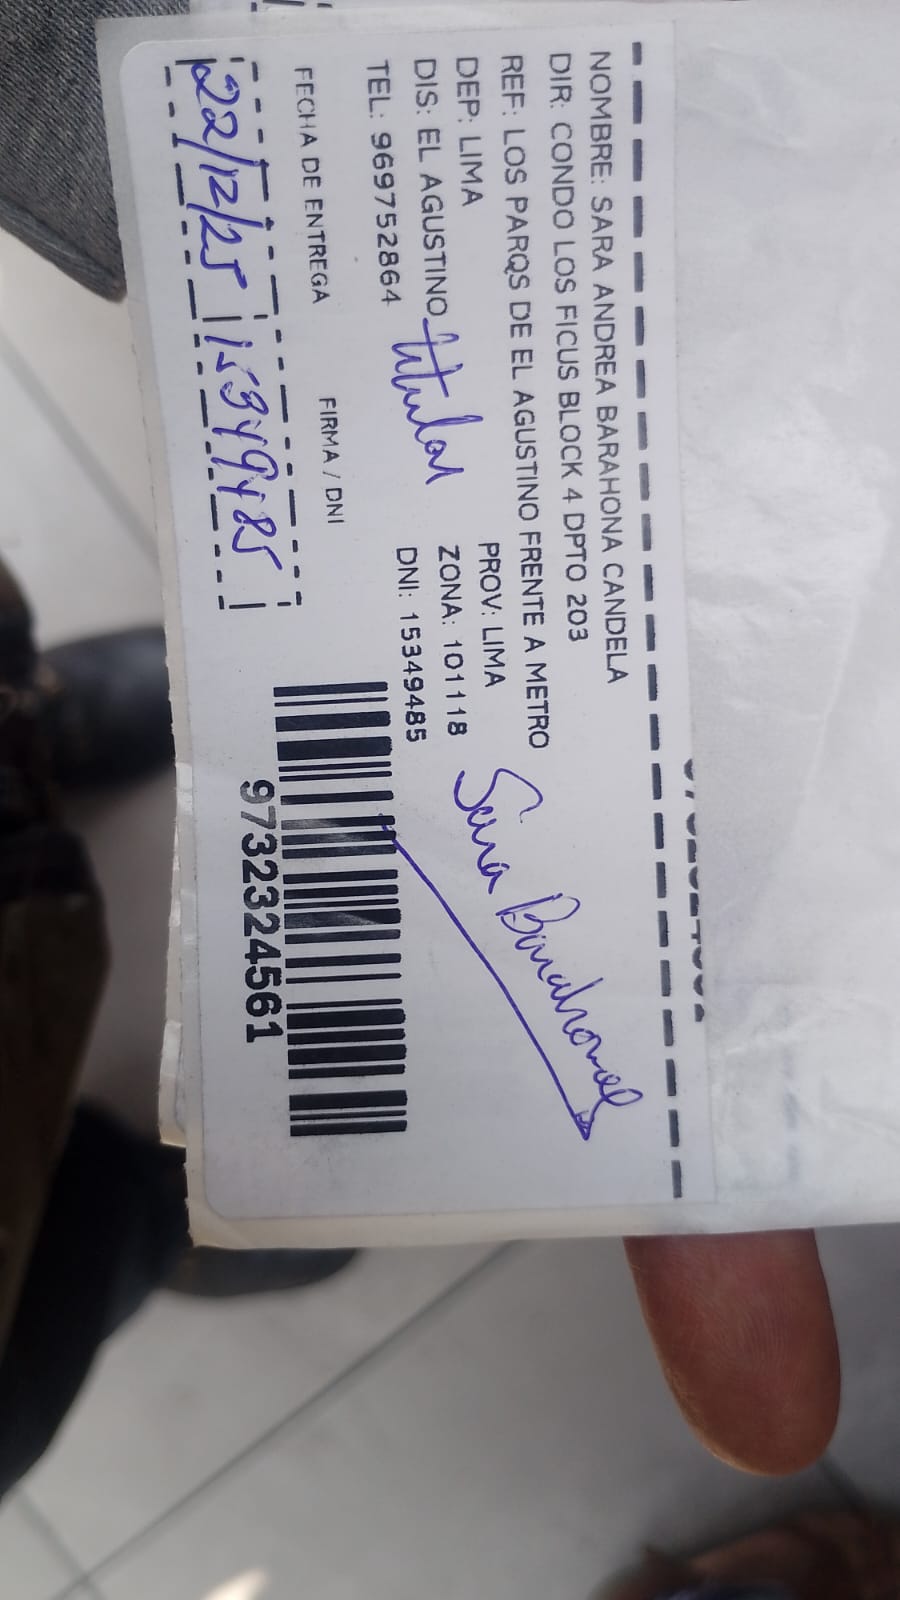 NOMBRE: SARA ANDREA BARAHONA CANDELA
DIR: CONDO LOS FICUS BLOCK 4 DPTO 203
REF: LOS PARQS DE EL AGUSTINO FRENTE A METRO
DEP: LIMA PROV: LIMA
DIS: EL AGUSTINO ZONA: 101118
titular
TEL: 969752864 DNI: 15349485
Sara Barahona
FECHA DE ENTREGA FIRMA / DNI
22/12/25 15349485
9732324561